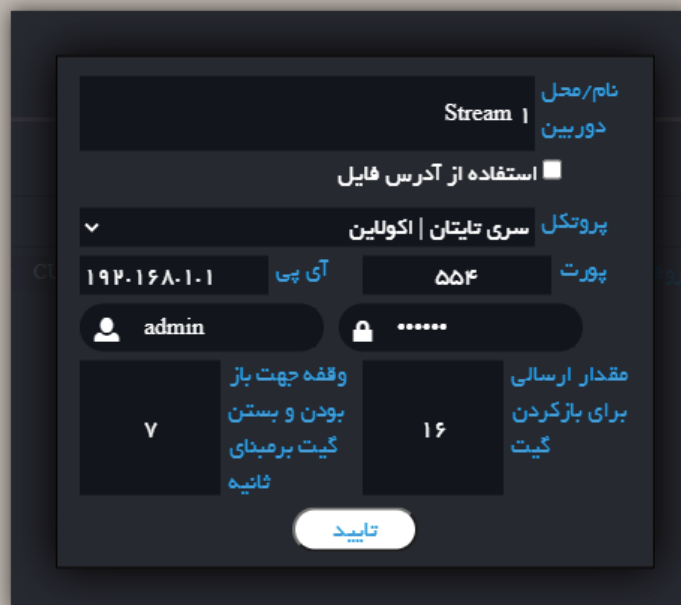 نام/محل
دوربین
Stream ۱
استفاده از آدرس فایل
پروتکل
سری تایتان | اکولاین
پورت
۵۵۴
آی پی
۱۹۲.۱۶۸.۱.۱
••••••
admin
مقدار ارسالی
برای بازکردن
گیت
۱۶
وقفه جهت باز
بودن و بستن
گیت برمبنای
ثانیه
۷
تایید